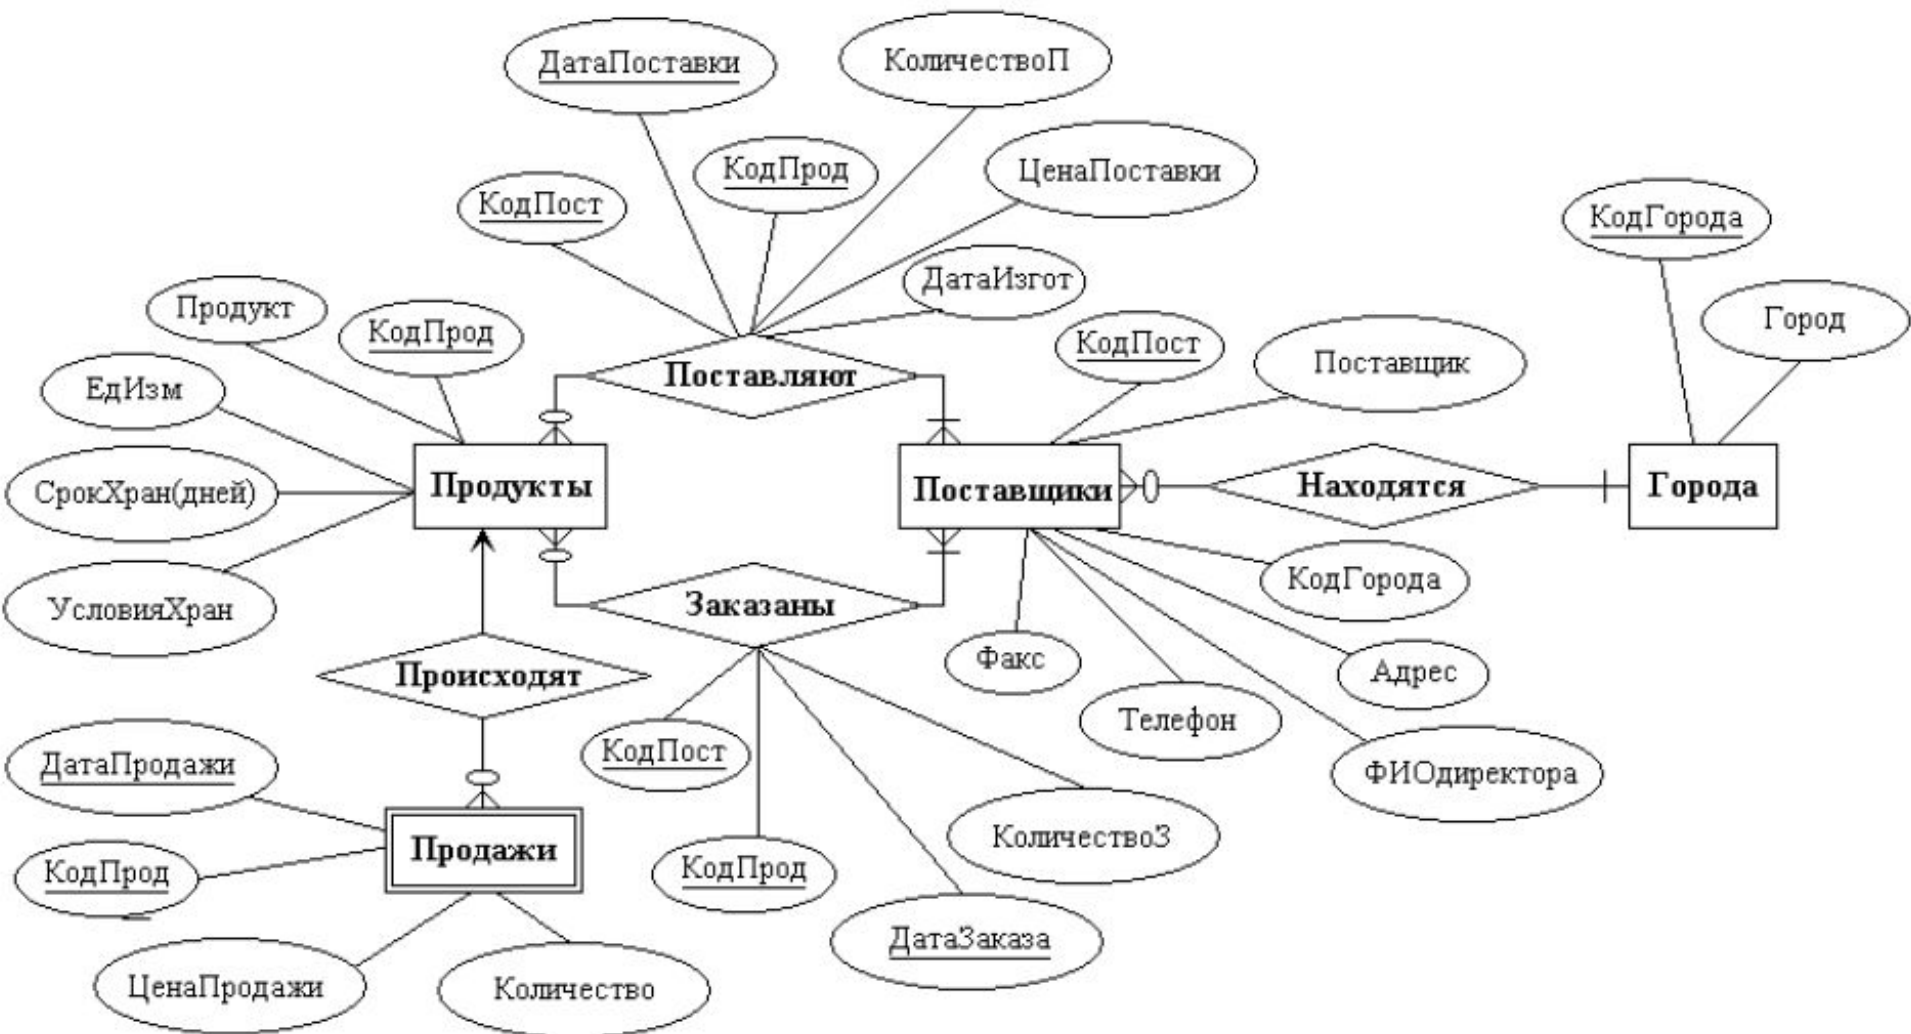 ДатаПоставки
КоличествоП
КодПрод
ЦенаПоставки
КодПост
КодГорода
ДатаИзгот
Продукт
КодПрод
КодПост
Город
Поставщик
ЕдИзм
Поставляют
СрокХран(дней)
Продукты
Поставщики
Находятся
Города
УсловияХран
Заказаны
КодГорода
Факс
Адрес
Происходят
Телефон
ДатаПродажи
КодПост
ФИОдиректора
КоличествоЗ
Продажи
КодПрод
КодПрод
ДатаЗаказа
ЦенаПродажи
Количество